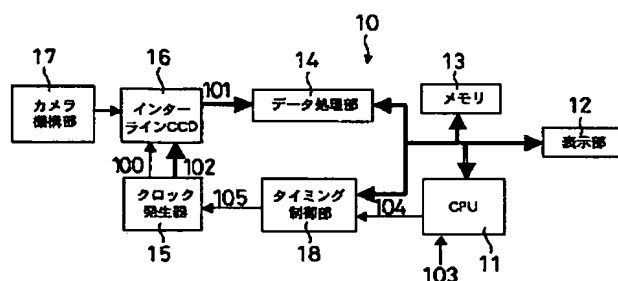 10
17
16
14
13
12
カメラ
機構部
インター
ラインCCD
101
データ処理部
メモリ
表示部
100
102
クロック
発生器
105
タイミング
制御部
104
CPU
15
18
103
11